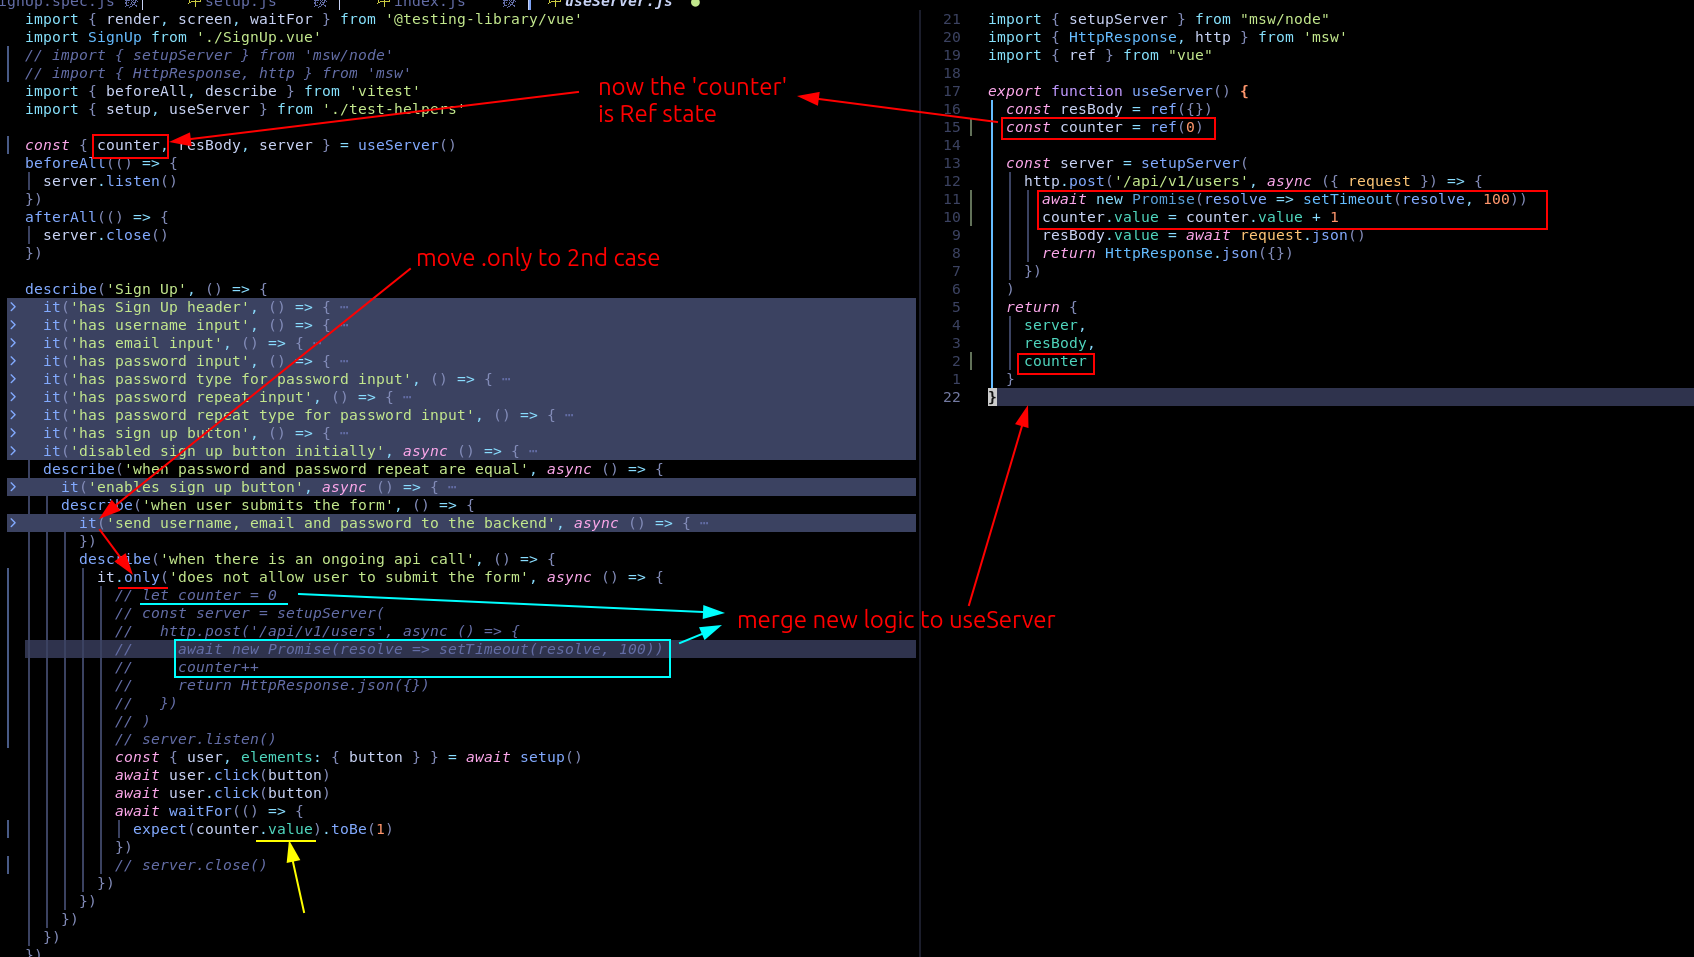 ignup.spec.js setup.js index.js useServer.js
import { render, screen, waitFor } from '@testing-library/vue'
import SignUp from './SignUp.vue'
// import { setupServer } from 'msw/node'
// import { HttpResponse, http } from 'msw'
import { beforeAll, describe } from 'vitest'
import { setup, useServer } from './test-helpers'
const { counter, resBody, server } = useServer()
beforeAll(() => {
server.listen()
})
afterAll(() => {
server.close()
})
describe('Sign Up', () => {
it('has Sign Up header', () => { ⋯
it('has username input', () => { ⋯
it('has email input', () => { ⋯
it('has password input', () => { ⋯
it('has password type for password input', () => { ⋯
it('has password repeat input', () => { ⋯
it('has password repeat type for password input', () => { ⋯
it('has sign up button', () => { ⋯
it('disabled sign up button initially', async () => { ⋯
describe('when password and password repeat are equal', async () => {
it('enables sign up button', async () => { ⋯
describe('when user submits the form', () => {
it('send username, email and password to the backend', async () => { ⋯
})
describe('when there is an ongoing api call', () => {
it.only('does not allow user to submit the form', async () => {
// let counter = 0
// const server = setupServer(
//   http.post('/api/v1/users', async () => {
//     await new Promise(resolve => setTimeout(resolve, 100))
//     counter++
//     return HttpResponse.json({})
//   })
// )
// server.listen()
const { user, elements: { button } } = await setup()
await user.click(button)
await user.click(button)
await waitFor(() => {
expect(counter.value).toBe(1)
})
// server.close()
})
})
})
})
})
now the 'counter'
is Ref state
move .only to 2nd case
merge new logic to useServer
21 import { setupServer } from "msw/node"
20 import { HttpResponse, http } from 'msw'
19 import { ref } from "vue"
18
17 export function useServer() {
16 const resBody = ref({})
15 const counter = ref(0)
14
13 const server = setupServer(
12 http.post('/api/v1/users', async ({ request }) => {
11 await new Promise(resolve => setTimeout(resolve, 100))
10 counter.value = counter.value + 1
9 resBody.value = await request.json()
8 return HttpResponse.json({})
7 })
6 )
5 return {
4 server,
3 resBody,
2 counter
1 }
22 }